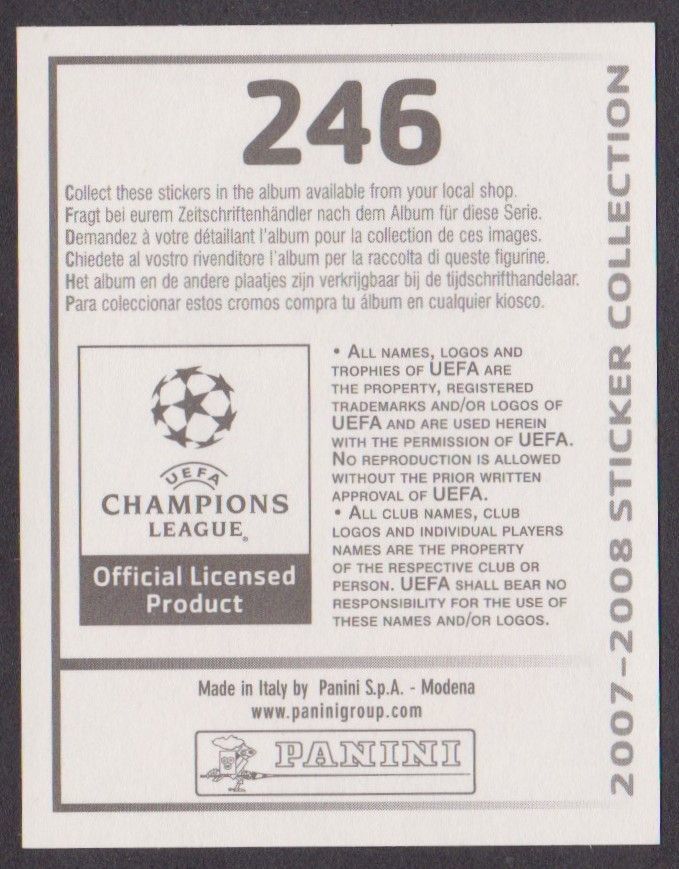 246
Collect these stickers in the album available from your local shop.
Fragt bei eurem Zeitschriftenhändler nach dem Album für diese Serie.
Demandez à votre détaillant l'album pour la collection de ces images.
Chiedete al vostro rivenditore l'album per la raccolta di queste figurine.
Het album en de andere plaatjes zijn verkrijgbaar bij de tijdschrifthandelaar.
Para coleccionar estos cromos compra tu álbum en cualquier kiosco.
UEFA
CHAMPIONS
LEAGUE®
Official Licensed
Product
• ALL NAMES, LOGOS AND
TROPHIES OF UEFA ARE
THE PROPERTY, REGISTERED
TRADEMARKS AND/OR LOGOS OF
UEFA AND ARE USED HEREIN
WITH THE PERMISSION OF UEFA.
NO REPRODUCTION IS ALLOWED
WITHOUT THE PRIOR WRITTEN
APPROVAL OF UEFA.
• ALL CLUB NAMES, CLUB
LOGOS AND INDIVIDUAL PLAYERS
NAMES ARE THE PROPERTY
OF THE RESPECTIVE CLUB OR
PERSON. UEFA SHALL BEAR NO
RESPONSIBILITY FOR THE USE OF
THESE NAMES AND/OR LOGOS.
Made in Italy by Panini S.p.A. - Modena
www.paninigroup.com
PANINI
2007-2008 STICKER COLLECTION